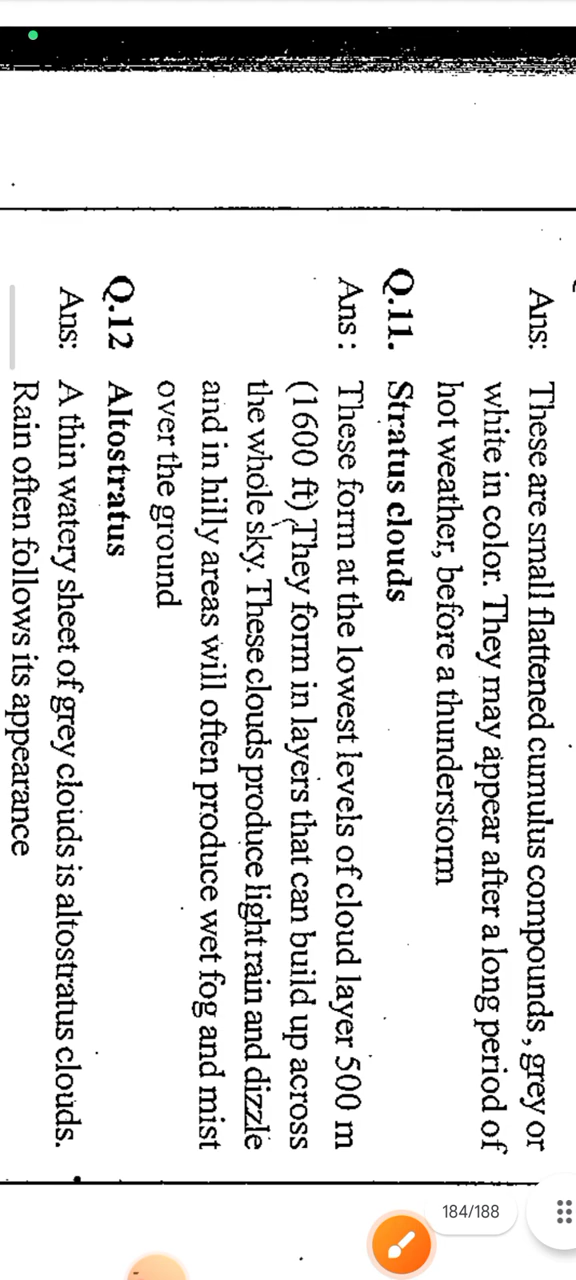 Ans: These are small flattened cumulus compounds, grey or
white in color. They may appear after a long period of
hot weather, before a thunderstorm
Q.11. Stratus clouds
Ans: These form at the lowest levels of cloud layer 500 m
(1600 ft) They form in layers that can build up across
the whole sky. These clouds produce light rain and dizzle
and in hilly areas will often produce wet fog and mist
over the ground
Q.12 Altostratus
Ans: A thin watery sheet of grey clouds is altostratus clouds.
Rain often follows its appearance
184/188